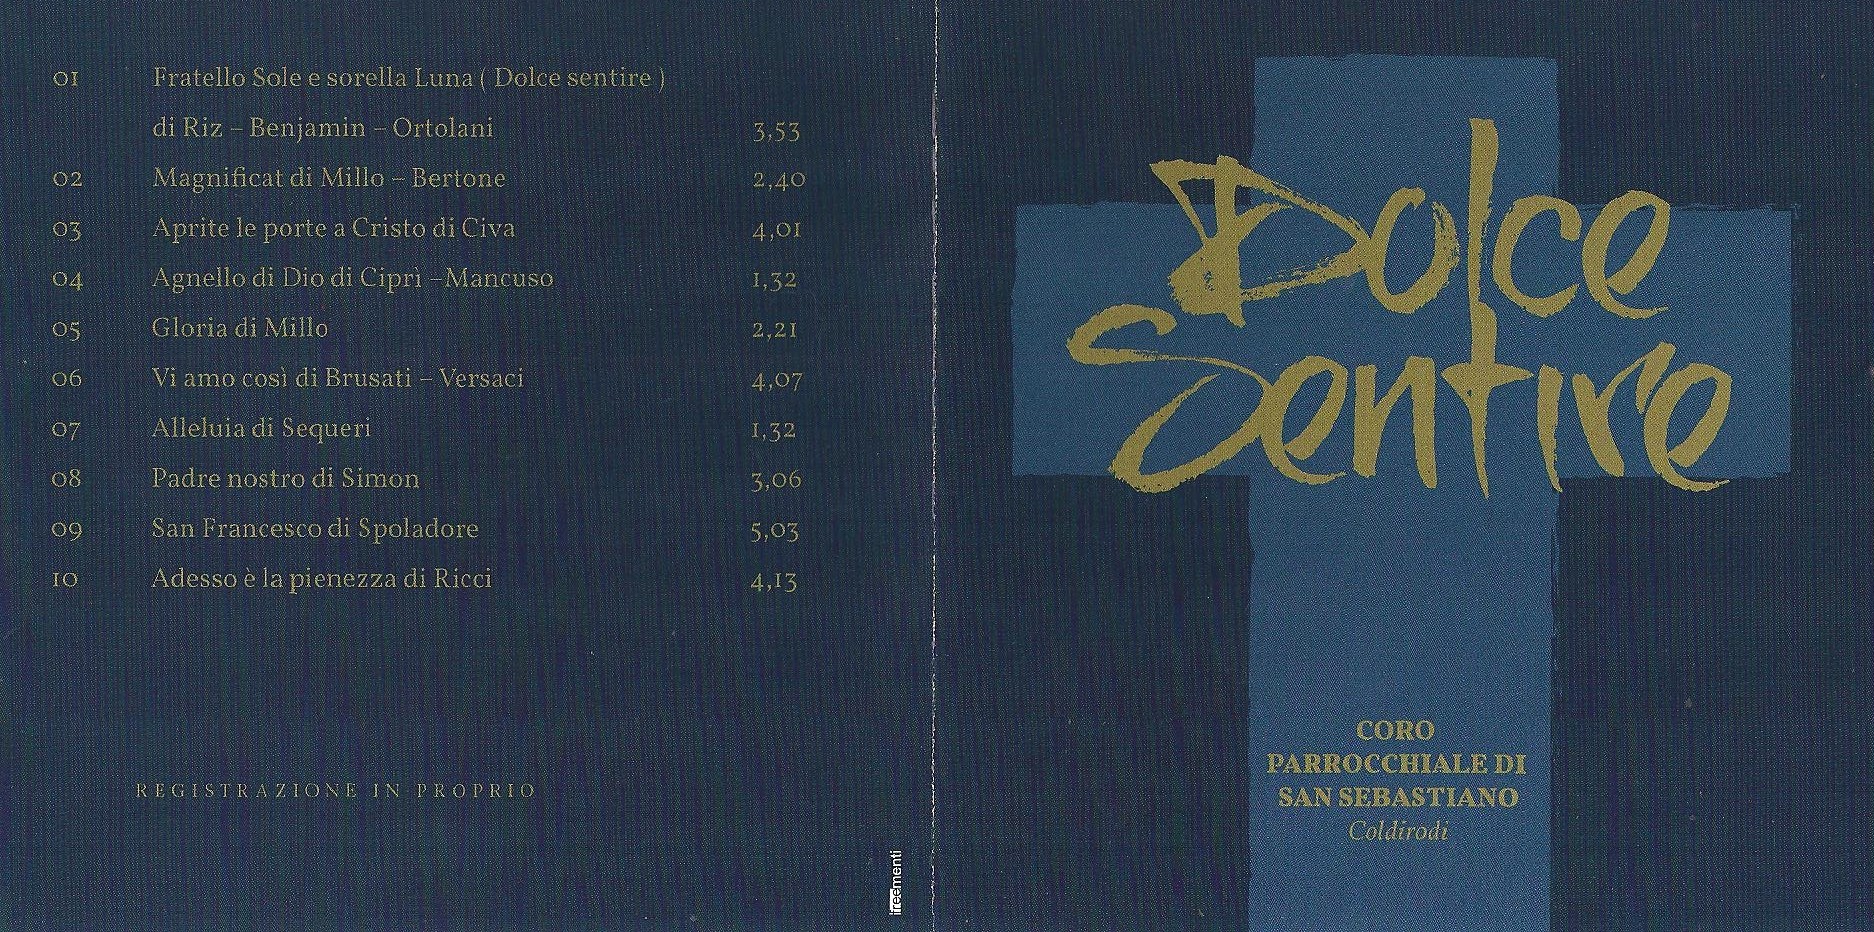 01 Fratello Sole e sorella Luna ( Dolce sentire )
di Riz – Benjamin – Ortolani 3,53
02 Magnificat di Millo – Bertone 2,40
03 Aprite le porte a Cristo di Civa 4,01
04 Agnello di Dio di Ciprì –Mancuso 1,32
05 Gloria di Millo 2,21
06 Vi amo così di Brusati – Versaci 4,07
07 Alleluia di Sequeri 1,32
08 Padre nostro di Simon 3,06
09 San Francesco di Spoladore 5,03
10 Adesso è la pienezza di Ricci 4,13
REGISTRAZIONE IN PROPRIO
Dolce
Sentire
CORO
PARROCCHIALE DI
SAN SEBASTIANO
Coldirodi